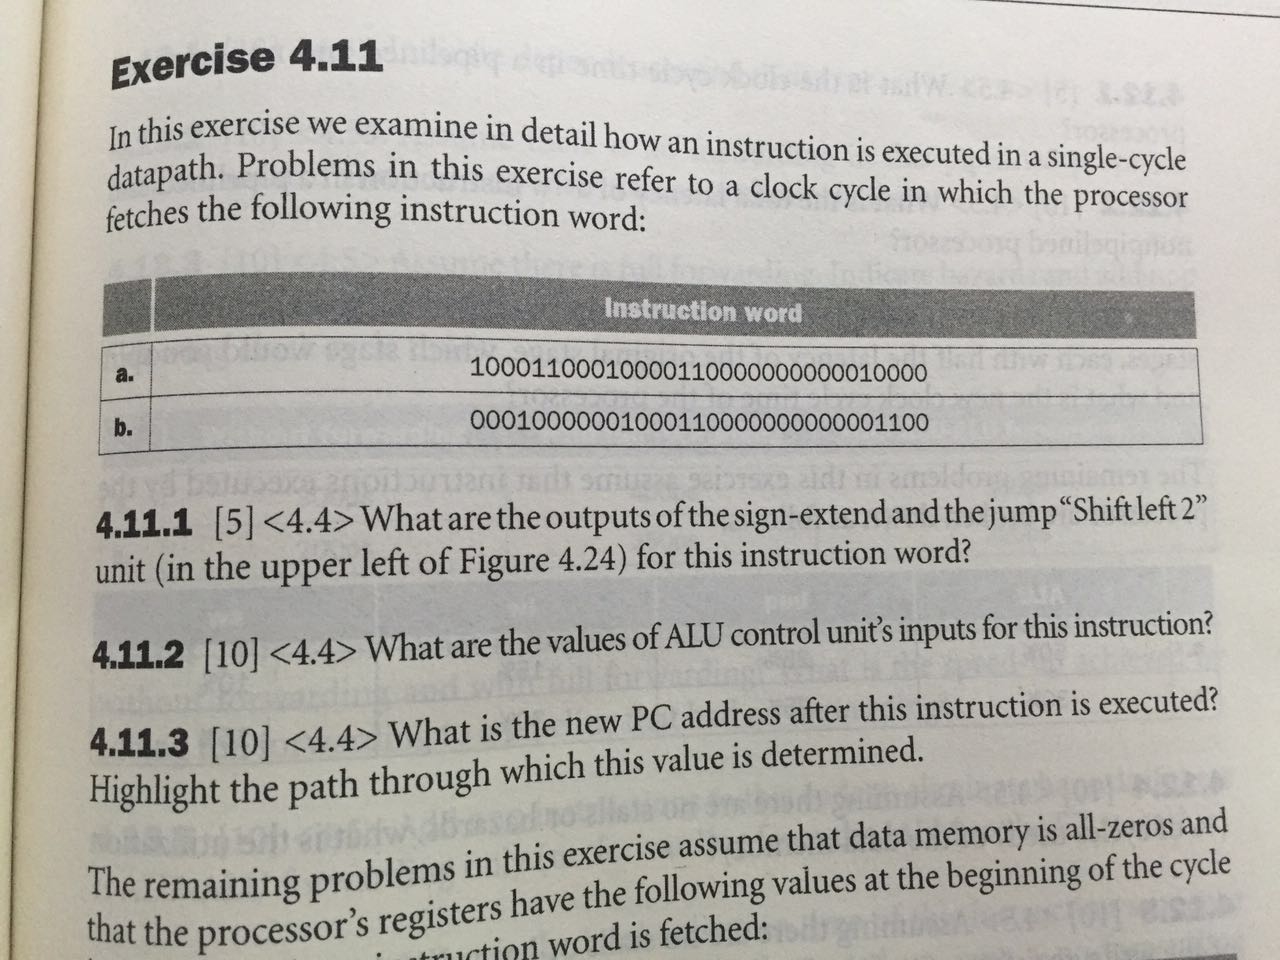 Exercise 4.11
In this exercise we examine in detail how an instruction is executed in a single-cycle
datapath. Problems in this exercise refer to a clock cycle in which the processor
fetches the following instruction word:
Instruction word
a. 10001100010000110000000000010000
b. 00010000001000110000000000001100
4.11.1 [5] <4.4> What are the outputs of the sign-extend and the jump “Shift left 2”
unit (in the upper left of Figure 4.24) for this instruction word?
4.11.2 [10] <4.4> What are the values of ALU control unit’s inputs for this instruction?
4.11.3 [10] <4.4> What is the new PC address after this instruction is executed?
Highlight the path through which this value is determined.
The remaining problems in this exercise assume that data memory is all-zeros and
that the processor’s registers have the following values at the beginning of the cycle
word is fetched: